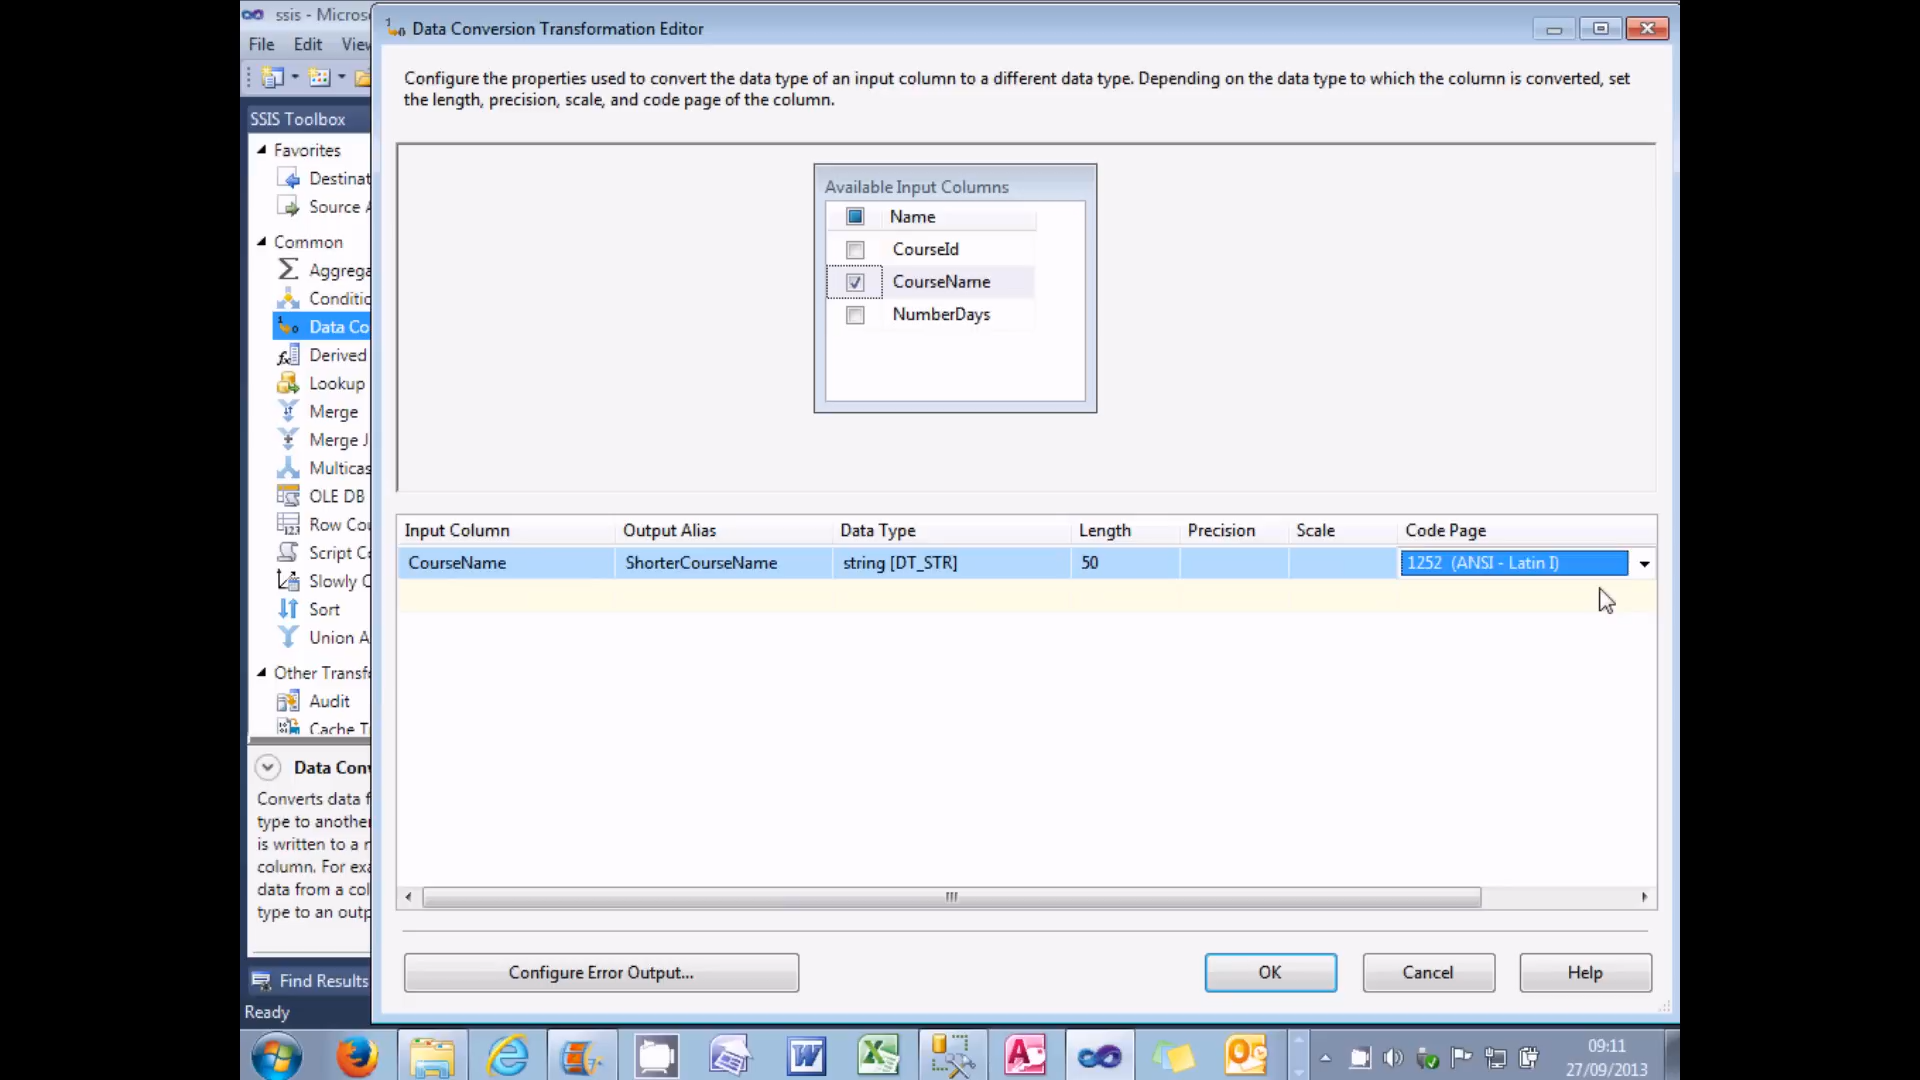 ssis - Micros
Data Conversion Transformation Editor
File Edit Viev
Configure the properties used to convert the data type of an input column to a different data type. Depending on the data type to which the column is converted, set
the length, precision, scale, and code page of the column.
SSIS Toolbox
Favorites
Destinat
Source A
Common
Aggrega
Conditio
Data Co
Derived
Lookup
Merge
Merge J
Multicas
OLE DB
Row Cou
Script Co
Slowly C
Sort
Union A
Other Transfo
Audit
Cache T
Available Input Columns
Name
CourseId
CourseName
NumberDays
Input Column Output Alias Data Type Length Precision Scale Code Page
CourseName ShorterCourseName string [DT_STR] 50 1252 (ANSI - Latin I)
Data Conv
Converts data f
type to another
is written to a n
column. For exa
data from a col
type to an outp
Find Results
Ready
Configure Error Output...
OK
Cancel
Help
09:11
27/09/2013